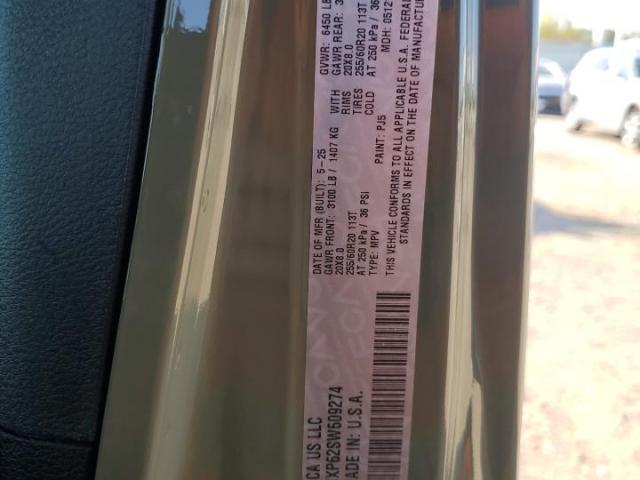 DATE OF MFR (BUILT): 5-25 GVWR: 6450 LB
GAWR FRONT: 3100 LB / 1407 KG WITH GAWR REAR: 3
20X8.0 RIMS 20X8.0
255/60R20 113T TIRES 255/60R20 113T
AT 250 kPa / 36 PSI COLD AT 250 kPa / 36
TYPE: MPV PAINT: PJ5 MDH: 0512
THIS VEHICLE CONFORMS TO ALL APPLICABLE U.S.A. FEDERAL
STANDARDS IN EFFECT ON THE DATE OF MANUFACTUR
CA US LLC
XP62SW609274
ADE IN: U.S.A.